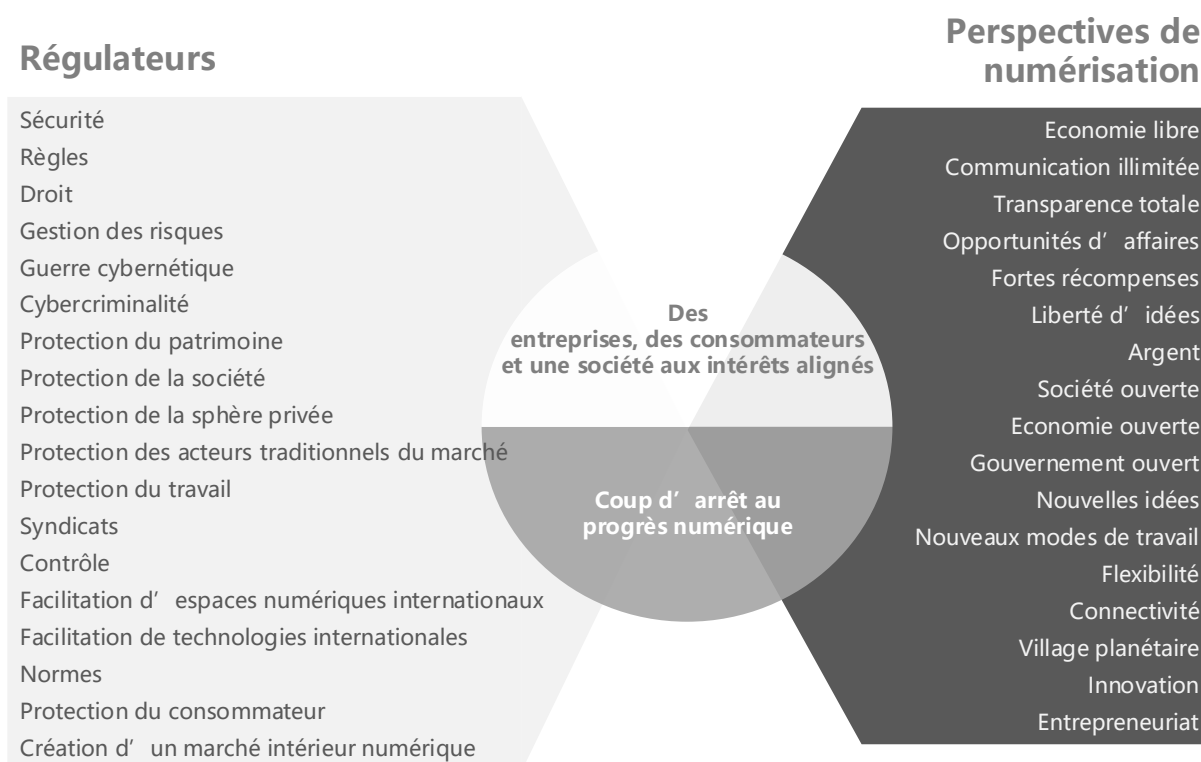 Régulateurs
Sécurité
Règles
Droit
Gestion des risques
Guerre cybernétique
Cybercriminalité
Protection du patrimoine
Protection de la société
Protection de la sphère privée
Protection des acteurs traditionnels du marché
Protection du travail
Syndicats
Contrôle
Facilitation d’ espaces numériques internationaux
Facilitation de technologies internationales
Normes
Protection du consommateur
Création d’ un marché intérieur numérique
Des
entreprises, des consommateurs
et une société aux intérêts alignés
Coup d’ arrêt au
progrès numérique
Perspectives de
numérisation
Economie libre
Communication illimitée
Transparence totale
Opportunités d’ affaires
Fortes récompenses
Liberté d’ idées
Argent
Société ouverte
Economie ouverte
Gouvernement ouvert
Nouvelles idées
Nouveaux modes de travail
Flexibilité
Connectivité
Village planétaire
Innovation
Entrepreneuriat